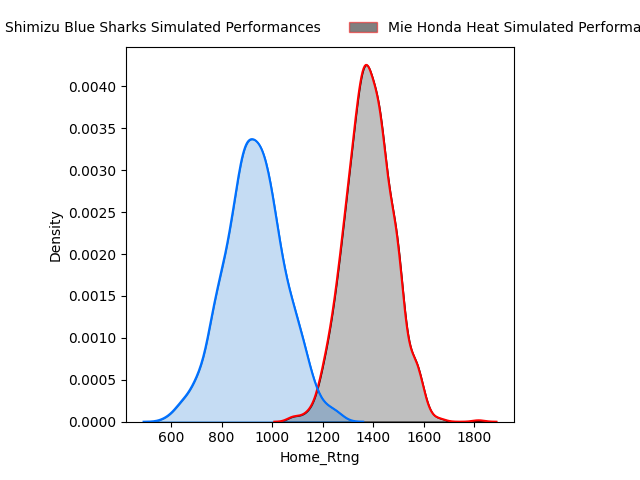 Shimizu Blue Sharks Simulated Performances
Mie Honda Heat Simulated Performa
0.0040
0.0035
0.0030
0.0025
0.0020
0.0015
0.0010
0.0005
0.0000
Density
600 800 1000 1200 1400 1600 1800
Home_Rtng